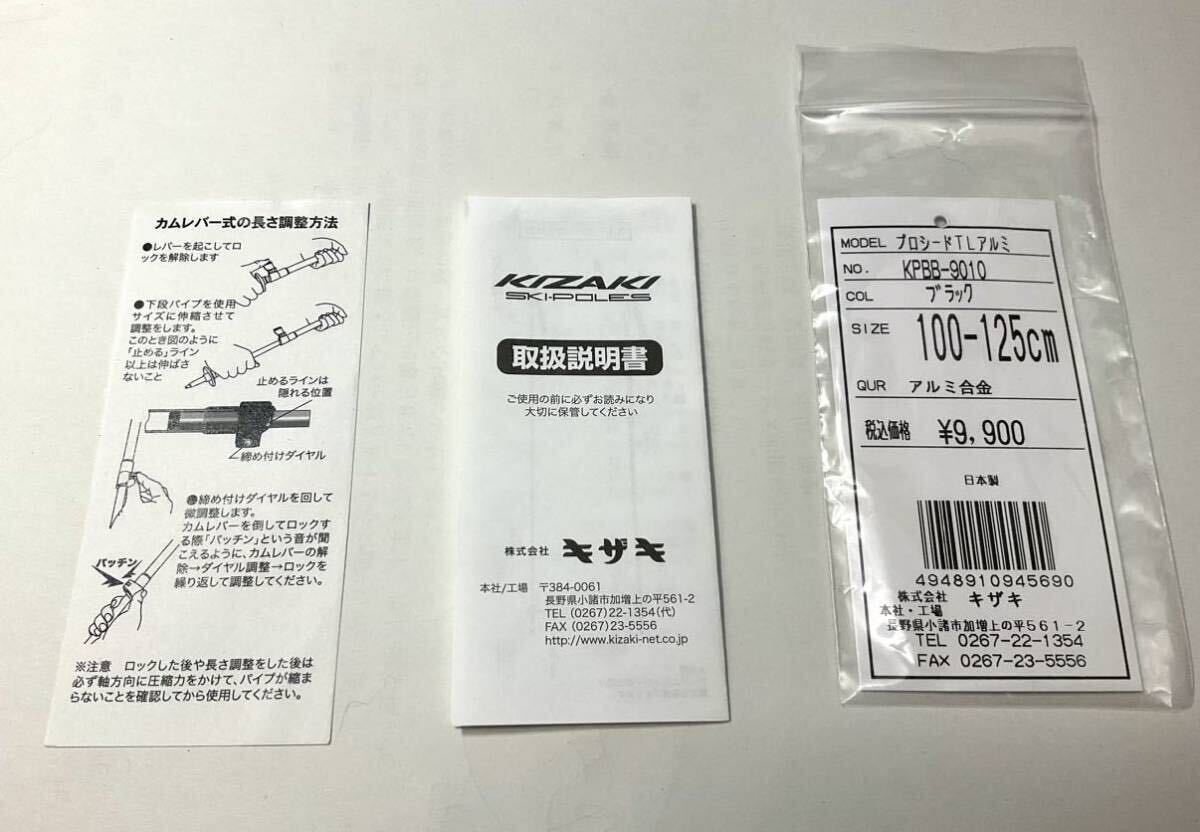 カムレバー式の長さ調整方法
●レバーを起こしてロ
ックを解除します
●下段パイプを使用
サイズに伸縮させて
調整をします。
このとき図のように
「止める」ライン
以上は伸ばさ
ないこと
止めるラインは
隠れる位置
締め付けダイヤル
●締め付けダイヤルを回して
微調整します。
カムレバーを倒してロックす
る際「パッチン」という音が聞
こえるように、カムレバーの解
除→ダイヤル調整→ロックを
繰り返して調整してください。
パッチン
※注意 ロックした後や長さ調整をした後は
必ず軸方向に圧縮力をかけて、パイプが縮ま
らないことを確認してから使用してください。
KIZAKI
SKI-POLES
取扱説明書
ご使用の前に必ずお読みになり
大切に保管してください
株式会社 キザキ
本社/工場 〒384-0061
長野県小諸市加増上の平561-2
TEL (0267)22-1354(代)
FAX (0267)23-5556
http://www.kizaki-net.co.jp
MODEL プロシードTLアルミ
NO. KPBB-9010
COL ブラック
SIZE 100-125cm
QUR アルミ合金
税込価格 ¥9,900
日本製
4948910945690
株式会社 キザキ
本社・工場
長野県小諸市加増上の平561-2
TEL 0267-22-1354
FAX 0267-23-5556